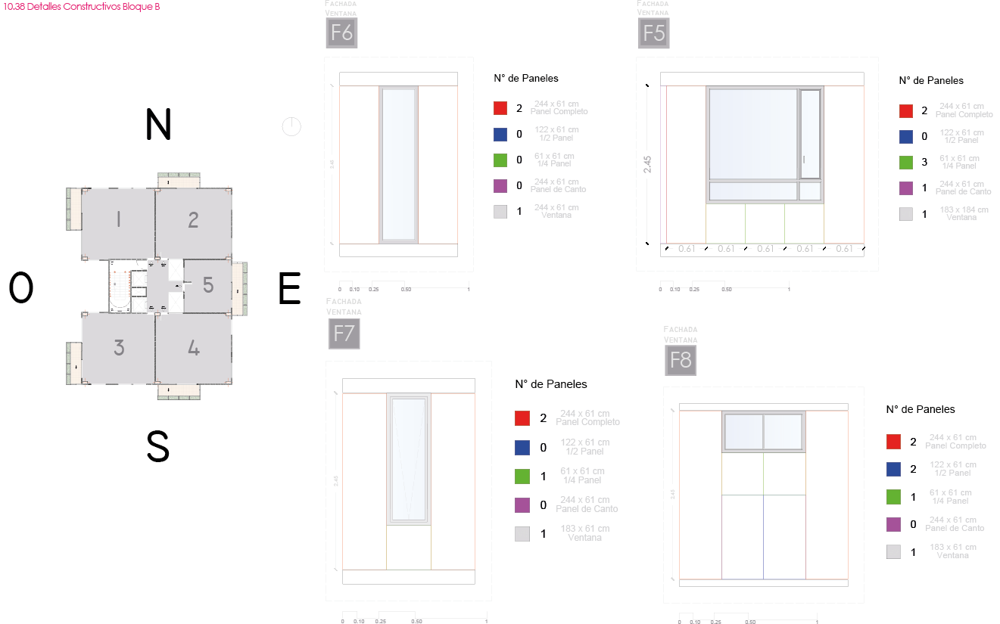 10.38 Detalles Constructivos Bloque B
N
O
E
S
1
2
5
3
4
FACHADA
VENTANA
F6
2.45
0 0.10 0.25 0.50 1
N° de Paneles
2 244 x 61 cm
Panel Completo
0 122 x 61 cm
1/2 Panel
0 61 x 61 cm
1/4 Panel
0 244 x 61 cm
Panel de Canto
1 244 x 61 cm
Ventana
FACHADA
VENTANA
F5
2.45
0.61 0.61 0.61 0.61 0.61
0 0.10 0.25 0.50 1
N° de Paneles
2 244 x 61 cm
Panel Completo
0 122 x 61 cm
1/2 Panel
3 61 x 61 cm
1/4 Panel
1 244 x 61 cm
Panel de Canto
1 183 x 184 cm
Ventana
FACHADA
VENTANA
F7
2.45
0 0.10 0.25 0.50 1
N° de Paneles
2 244 x 61 cm
Panel Completo
0 122 x 61 cm
1/2 Panel
1 61 x 61 cm
1/4 Panel
0 244 x 61 cm
Panel de Canto
1 183 x 61 cm
Ventana
FACHADA
VENTANA
F8
2.45
0 0.10 0.25 0.50 1
N° de Paneles
2 244 x 61 cm
Panel Completo
2 122 x 61 cm
1/2 Panel
1 61 x 61 cm
1/4 Panel
0 244 x 61 cm
Panel de Canto
1 183 x 61 cm
Ventana